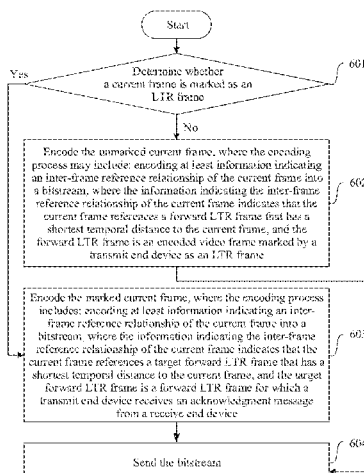 Start
Determine whether
a current frame is marked as an
LTR frame
601
Yes
No
Encode the unmarked current frame, where the encoding
process may include: encoding at least information indicating
an inter-frame reference relationship of the current frame into
a bitstream, where the information indicating the inter-frame
reference relationship of the current frame indicates that the
current frame references a forward LTR frame that has a
shortest temporal distance to the current frame, and the
forward LTR frame is an encoded video frame marked by a
transmit end device as an LTR frame
602
Encode the marked current frame, where the encoding process
includes: encoding at least information indicating an inter-
frame reference relationship of the current frame into a
bitstream, where the information indicating the inter-frame
reference relationship of the current frame indicates that the
current frame references a target forward LTR frame that has a
shortest temporal distance to the current frame, and the target
forward LTR frame is a forward LTR frame for which a
transmit end device receives an acknowledgment message
from a receive end device
603
Send the bitstream
604